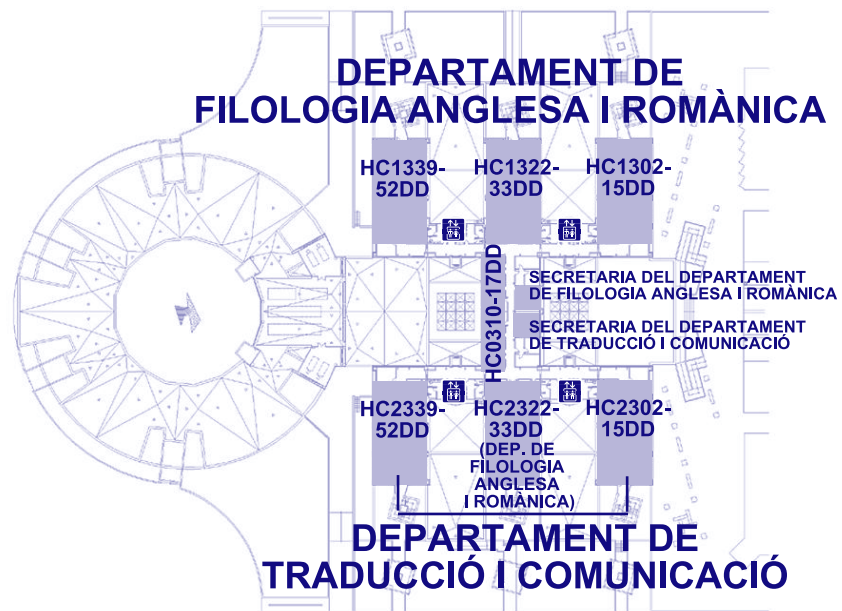 DEPARTAMENT DE
FILOLOGIA ANGLESA I ROMÀNICA
HC1339-
52DD
HC1322-
33DD
HC1302-
15DD
HC0310-17DD
SECRETARIA DEL DEPARTAMENT
DE FILOLOGIA ANGLESA I ROMÀNICA
SECRETARIA DEL DEPARTAMENT
DE TRADUCCIÓ I COMUNICACIÓ
HC2339-
52DD
HC2322-
33DD
(DEP. DE
FILOLOGIA
ANGLESA
I ROMÀNICA)
HC2302-
15DD
DEPARTAMENT DE
TRADUCCIÓ I COMUNICACIÓ